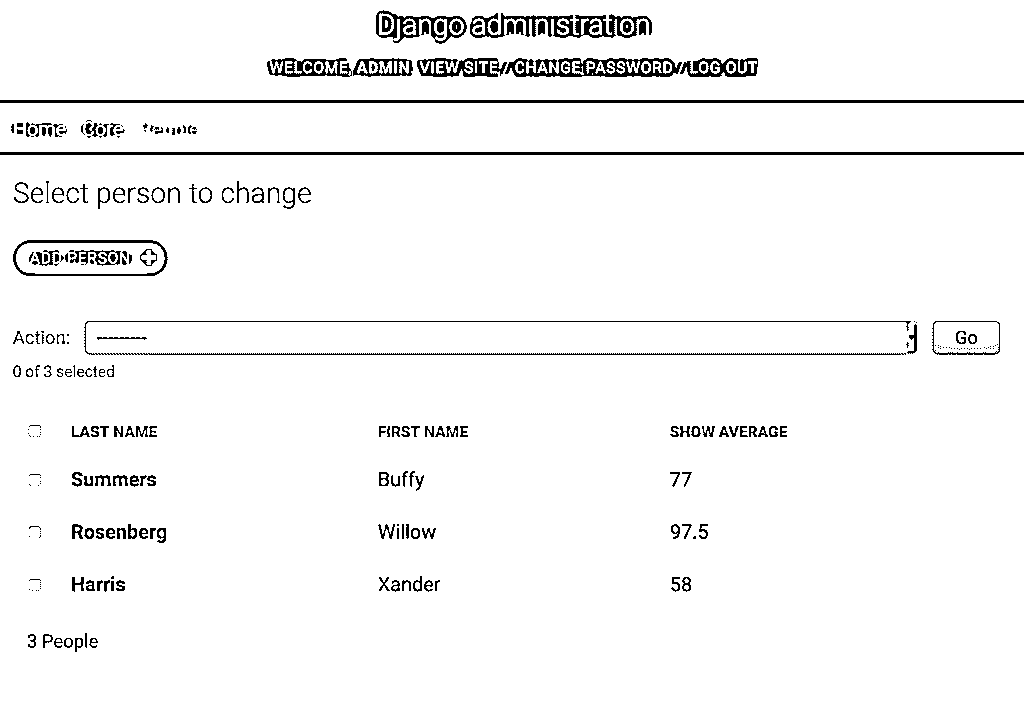 Django administration
WELCOME, ADMIN VIEW SITE / CHANGE PASSWORD / LOG OUT
Home Core
Select person to change
ADD PERSON
Action: ---------
Go
0 of 3 selected
LAST NAME FIRST NAME SHOW AVERAGE
Summers Buffy 77
Rosenberg Willow 97.5
Harris Xander 58
3 People